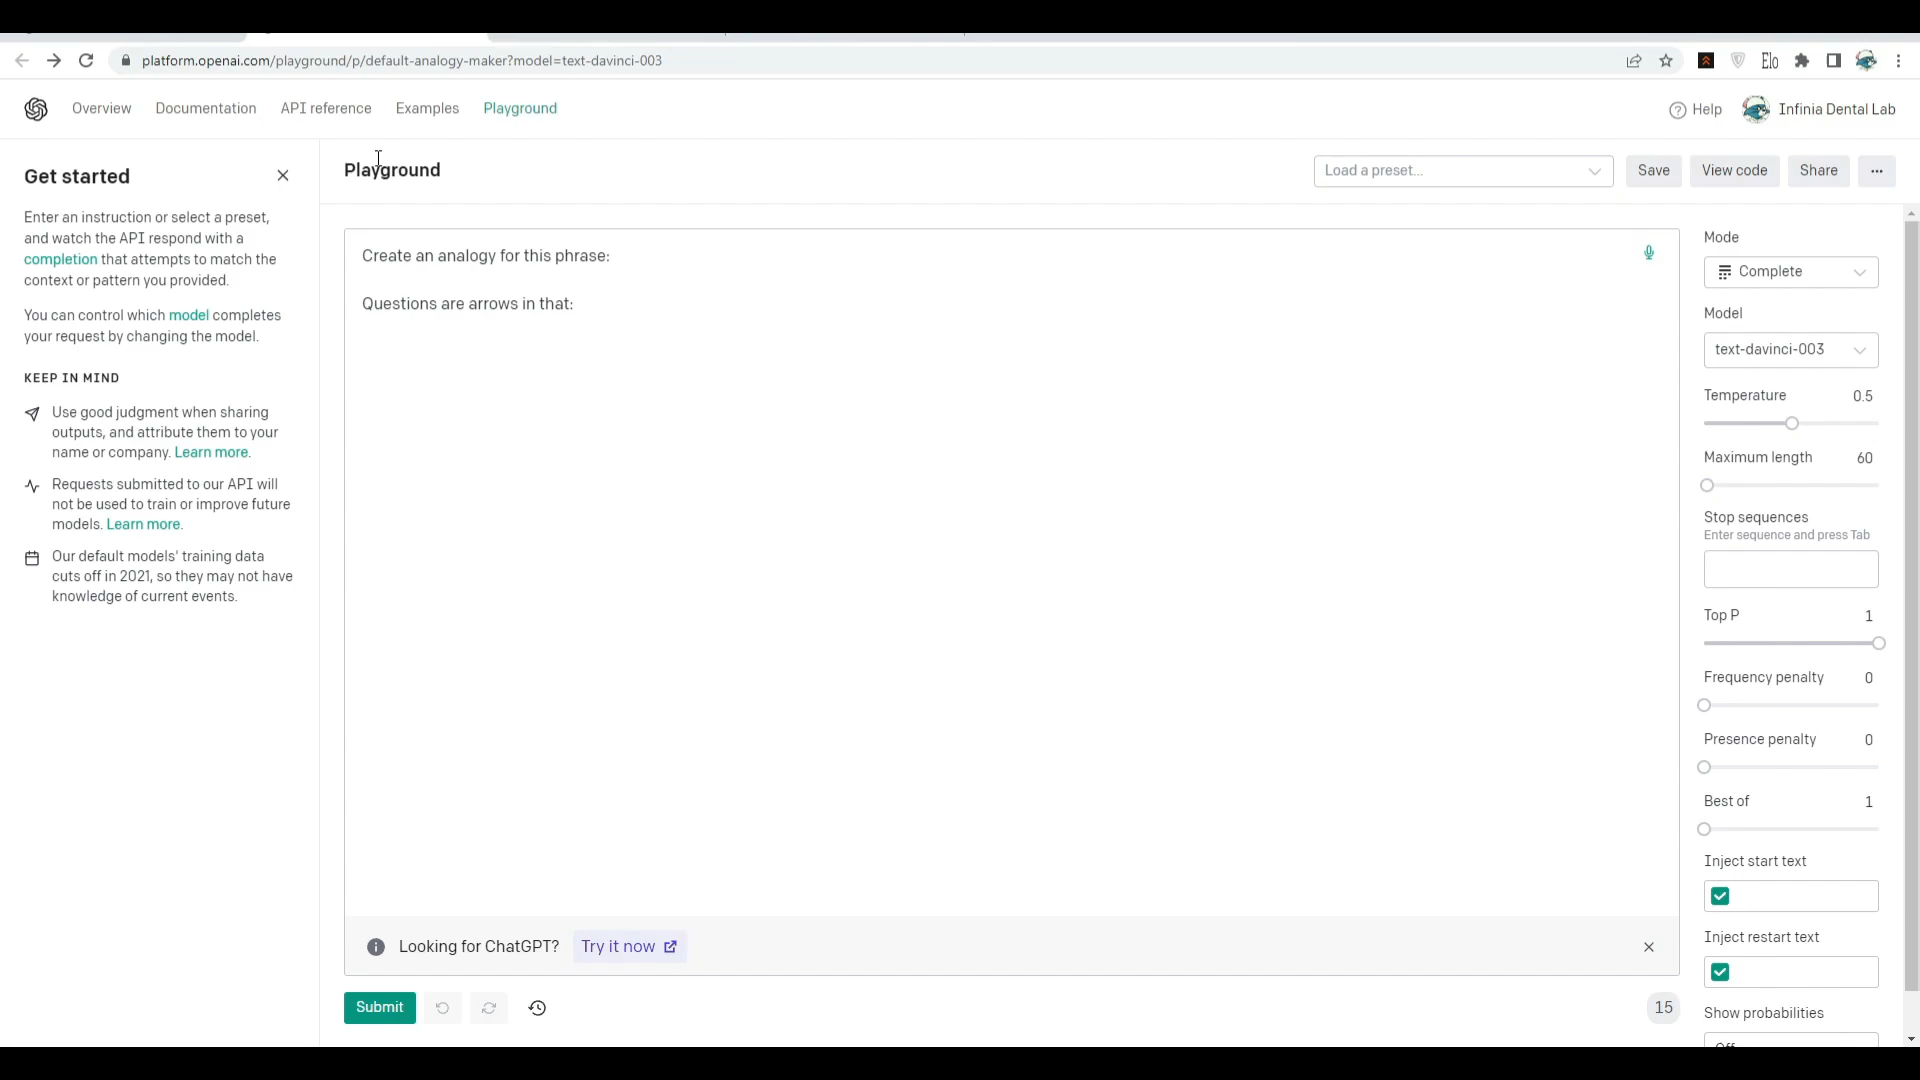 platform.openai.com/playground/p/default-analogy-maker?model=text-davinci-003
Elo
Overview
Documentation
API reference
Examples
Playground
Help
Infinia Dental Lab
Get started
Enter an instruction or select a preset,
and watch the API respond with a
completion that attempts to match the
context or pattern you provided.
You can control which model completes
your request by changing the model.
KEEP IN MIND
Use good judgment when sharing
outputs, and attribute them to your
name or company. Learn more.
Requests submitted to our API will
not be used to train or improve future
models. Learn more.
Our default models' training data
cuts off in 2021, so they may not have
knowledge of current events.
Playground
Load a preset...
Save
View code
Share
...
Create an analogy for this phrase:
Questions are arrows in that:
Looking for ChatGPT?
Try it now
Submit
15
Mode
Complete
Model
text-davinci-003
Temperature 0.5
Maximum length 60
Stop sequences
Enter sequence and press Tab
Top P 1
Frequency penalty 0
Presence penalty 0
Best of 1
Inject start text
Inject restart text
Show probabilities
Off